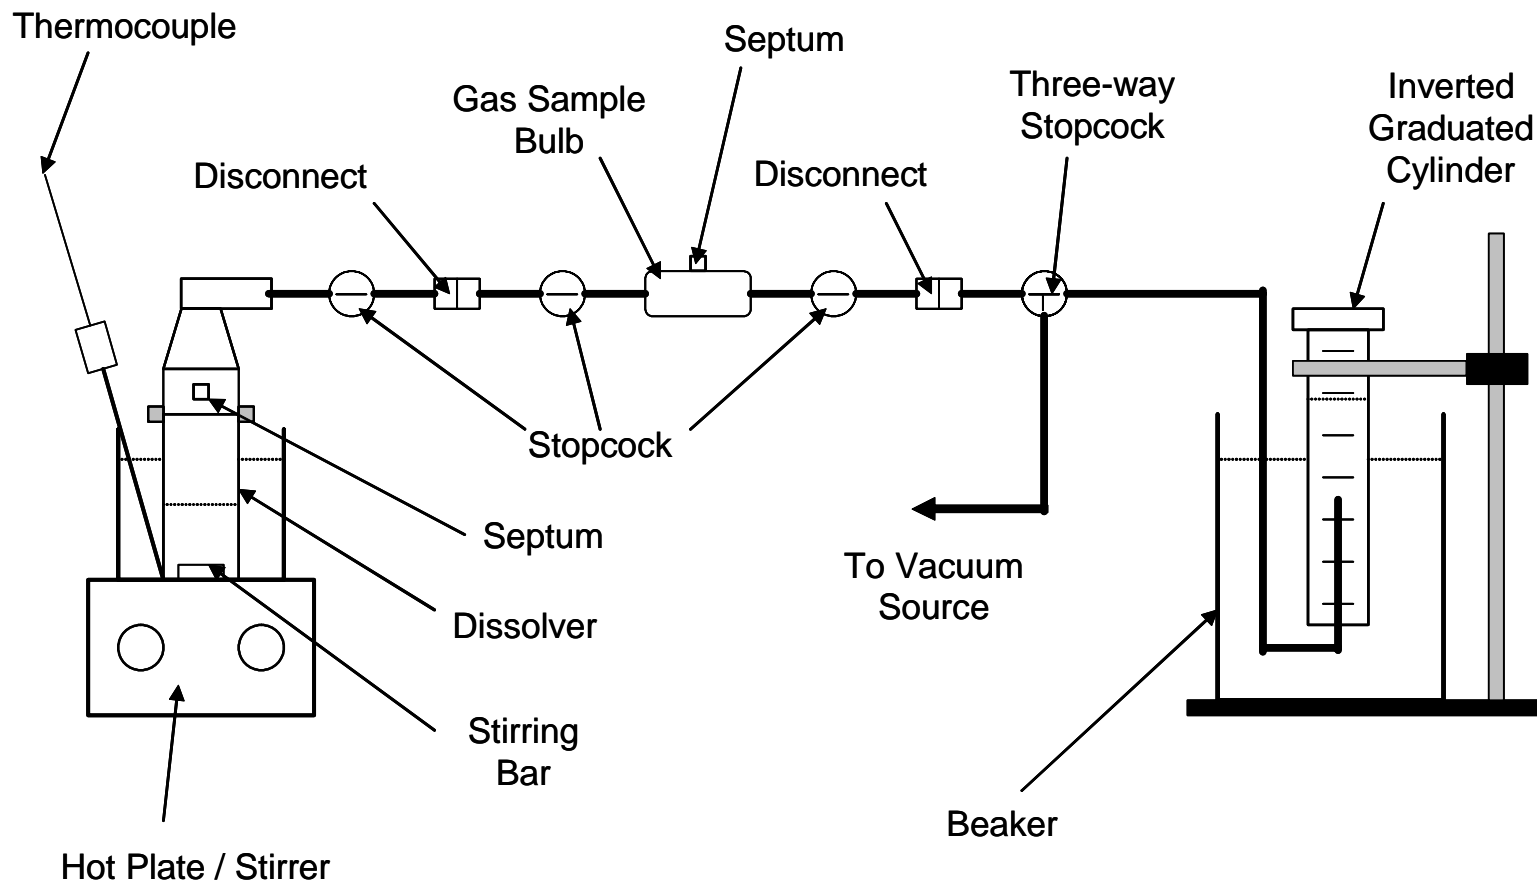 Thermocouple
Septum
Gas Sample
Bulb
Three-way
Stopcock
Inverted
Graduated
Cylinder
Disconnect
Disconnect
Stopcock
Septum
To Vacuum
Source
Dissolver
Stirring
Bar
Beaker
Hot Plate / Stirrer